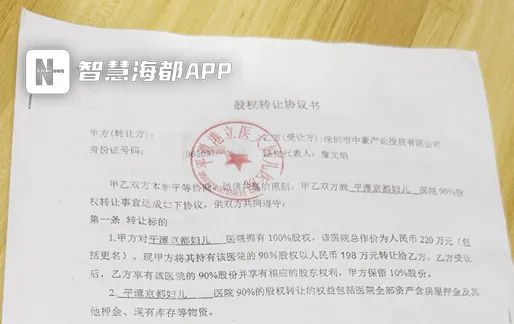 智慧海都APP
股权转让协议书
甲方(转让方): 乙方(受让方):深圳市中豪产业投资有限公司
身份证号码: 代表人:詹文焰
甲乙双方本着平等协商、诚信共赢的原则,甲乙双方就 平潭京都妇儿 医院90%股
权转让事宜达成如下协议,供双方共同遵守:
第一条 转让标的
1.甲方对平潭京都妇儿 医院拥有100%股权,该医院总作价为人民币220万元(包
括更名)。现甲方将其持有该医院的90%股权以人民币198万元转让给乙方,乙方受让
后,乙方享有该医院的90%股份并享有相应的股东权利,甲方保留10%股份。
2. 平潭京都妇儿 医院90%的股权转让的权益包括医院全部资产含房屋押金及其
他押金、现有库存等物资。